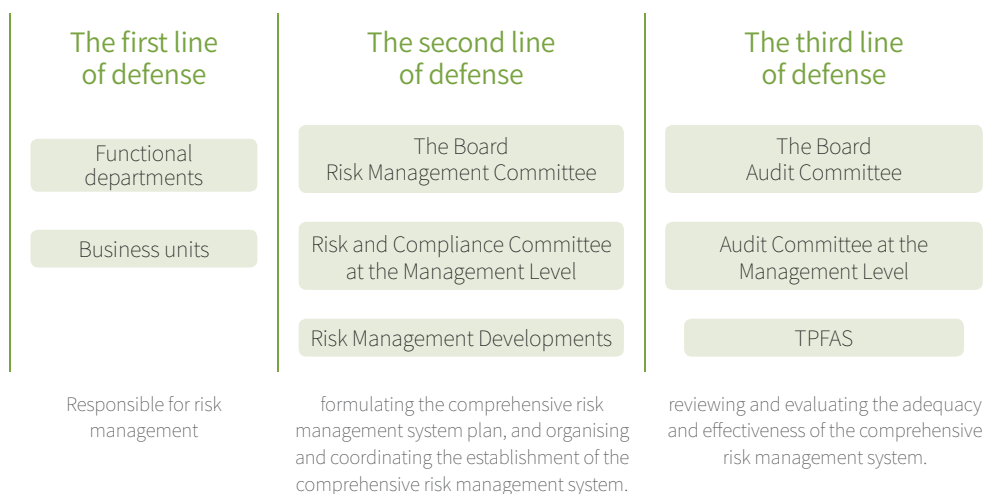 The first line
of defense
Functional
departments
Business units
Responsible for risk
management
The second line
of defense
The Board
Risk Management Committee
Risk and Compliance Committee
at the Management Level
Risk Management Developments
formulating the comprehensive risk
management system plan, and organising
and coordinating the establishment of the
comprehensive risk management system.
The third line
of defense
The Board
Audit Committee
Audit Committee at the
Management Level
TPFAS
reviewing and evaluating the adequacy
and effectiveness of the comprehensive
risk management system.